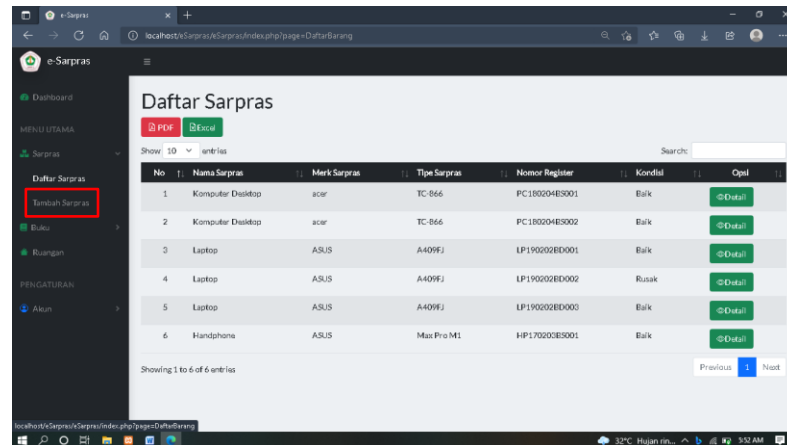 e-Sarpras
localhost/eSarpras/eSarpras/index.php?page=DaftarBarang
e-Sarpras
Dashboard
MENU UTAMA
Sarpras
Daftar Sarpras
Tambah Sarpras
Buku
Ruangan
PENGATURAN
Akun
Daftar Sarpras
PDF Excel
Show 10 entries Search:
No Nama Sarpras Merk Sarpras Tipe Sarpras Nomor Register Kondisi Opsi
1 Komputer Desktop acer TC-866 PC180204BS001 Baik Detail
2 Komputer Desktop acer TC-866 PC180204BS002 Baik Detail
3 Laptop ASUS A409FJ LP190202BD001 Baik Detail
4 Laptop ASUS A409FJ LP190202BD002 Rusak Detail
5 Laptop ASUS A409FJ LP190202BD003 Baik Detail
6 Handphone ASUS Max Pro M1 HP170203BS001 Baik Detail
Showing 1 to 6 of 6 entries Previous 1 Next
localhost/eSarpras/eSarpras/index.php?page=DaftarBarang
32°C Hujan rin... 9:52 AM